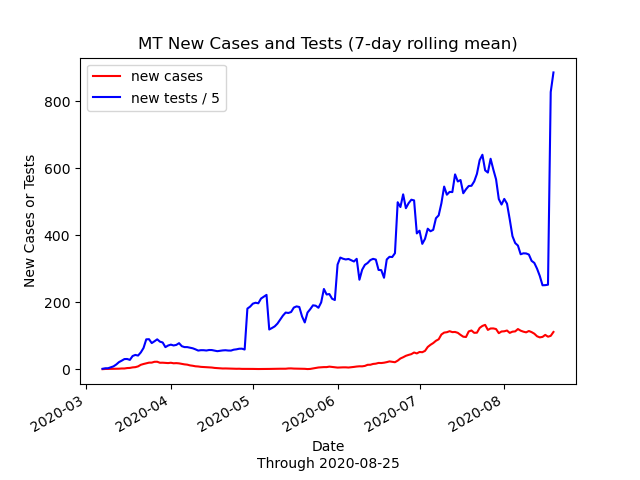 MT New Cases and Tests (7-day rolling mean)
new cases
new tests / 5
New Cases or Tests
800
600
400
200
0
2020-03
2020-04
2020-05
2020-06
2020-07
2020-08
Date
Through 2020-08-25